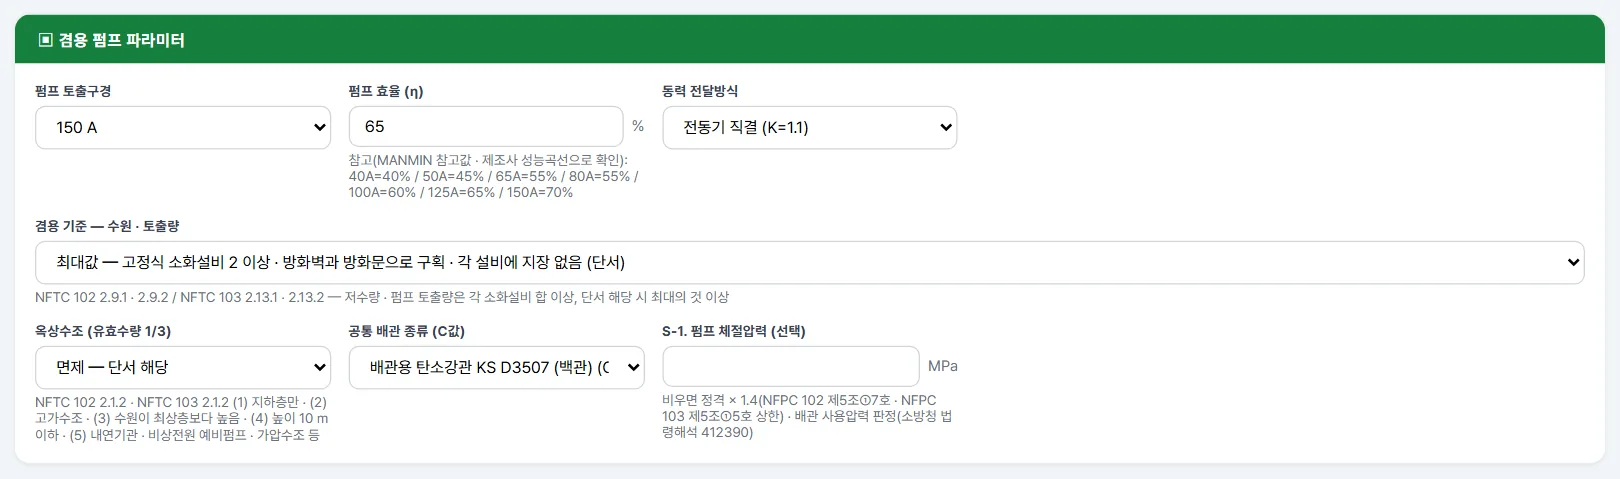 ▣ 겸용 펌프 파라미터
펌프 토출구경
펌프 효율 (η)
동력 전달방식
150 A
65
%
전동기 직결 (K=1.1)
참고(MANMIN 참고값 · 제조사 성능곡선으로 확인):
40A=40% / 50A=45% / 65A=55% / 80A=55% /
100A=60% / 125A=65% / 150A=70%
겸용 기준 — 수원 · 토출량
최대값 — 고정식 소화설비 2 이상 · 방화벽과 방화문으로 구획 · 각 설비에 지장 없음 (단서)
NFTC 102 2.9.1 · 2.9.2 / NFTC 103 2.13.1 · 2.13.2 — 저수량 · 펌프 토출량은 각 소화설비 합 이상, 단서 해당 시 최대의 것 이상
옥상수조 (유효수량 1/3)
공통 배관 종류 (C값)
S-1. 펌프 체절압력 (선택)
면제 — 단서 해당
배관용 탄소강관 KS D3507 (백관) (C
MPa
NFTC 102 2.1.2 · NFTC 103 2.1.2 (1) 지하층만 · (2)
고가수조 · (3) 수원이 최상층보다 높음 · (4) 높이 10 m
이하 · (5) 내연기관 · 비상전원 예비펌프 · 가압수조 등
비우면 정격 × 1.4(NFPC 102 제5조①7호 · NFPC
103 제5조①5호 상한) · 배관 사용압력 판정(소방청 법
령해석 412390)